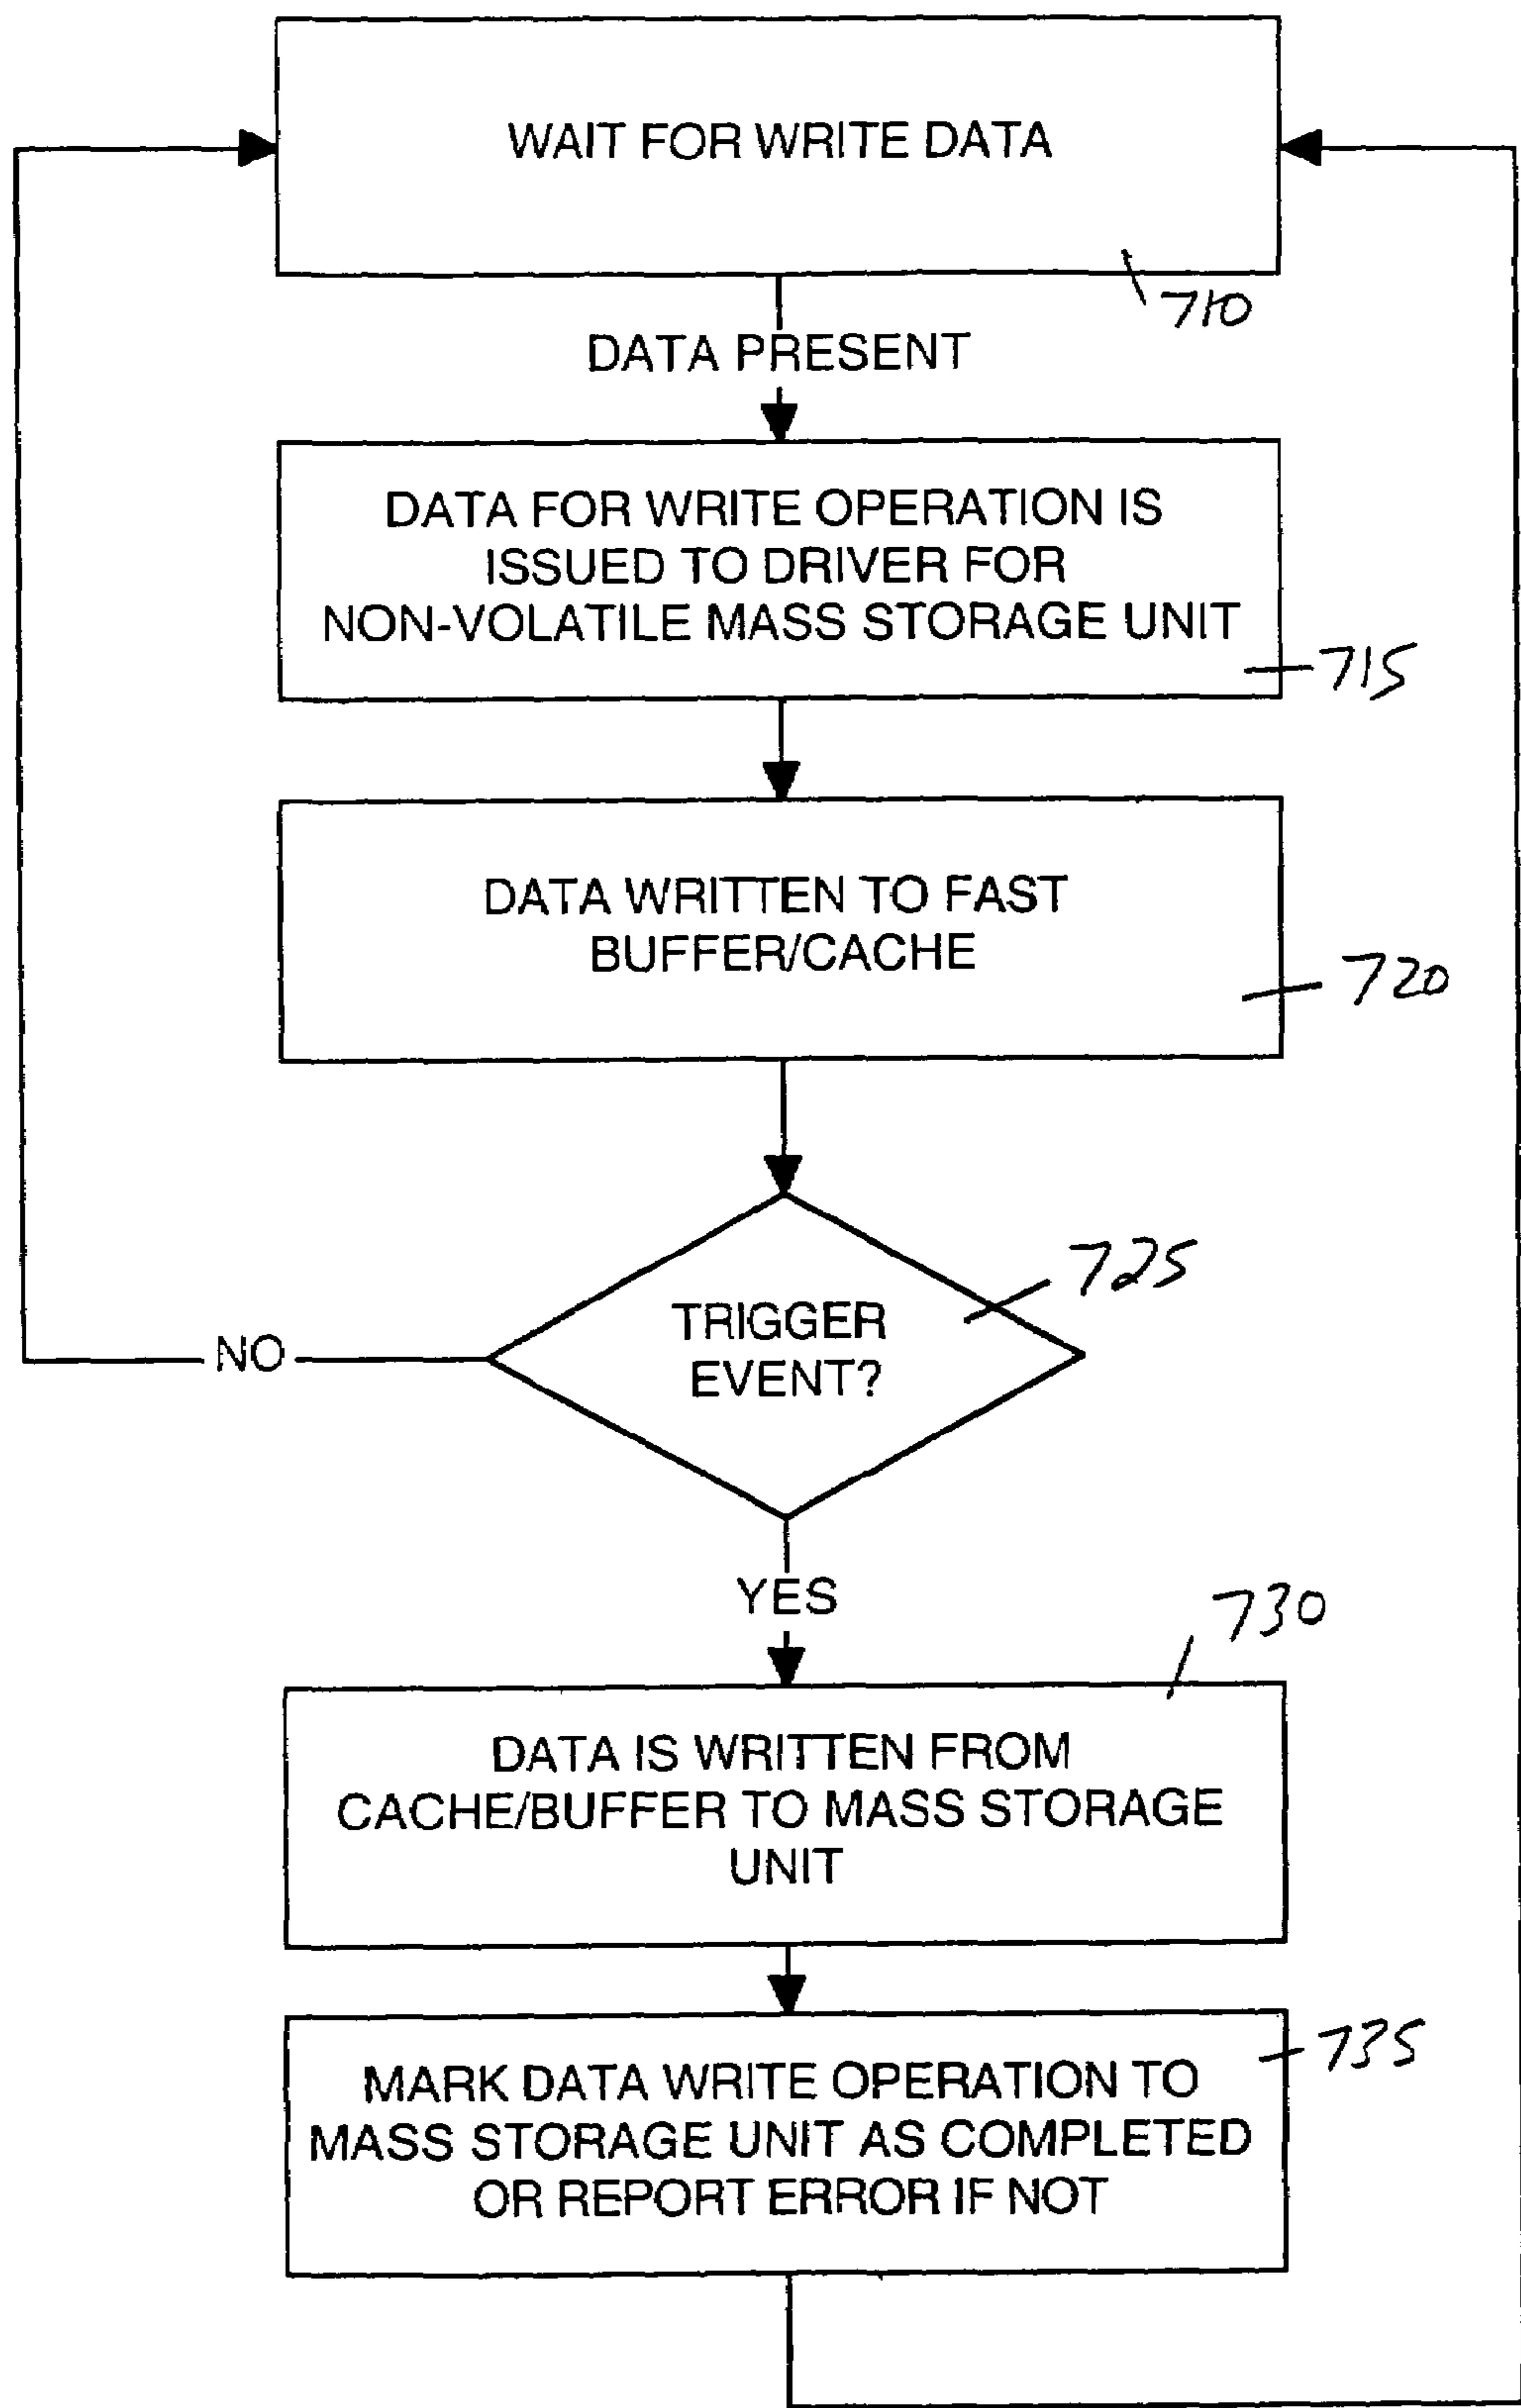 WAIT FOR WRITE DATA
710
DATA PRESENT
DATA FOR WRITE OPERATION IS
ISSUED TO DRIVER FOR
NON-VOLATILE MASS STORAGE UNIT
715
DATA WRITTEN TO FAST
BUFFER/CACHE
720
725
TRIGGER
EVENT?
NO
YES
730
DATA IS WRITTEN FROM
CACHE/BUFFER TO MASS STORAGE
UNIT
735
MARK DATA WRITE OPERATION TO
MASS STORAGE UNIT AS COMPLETED
OR REPORT ERROR IF NOT